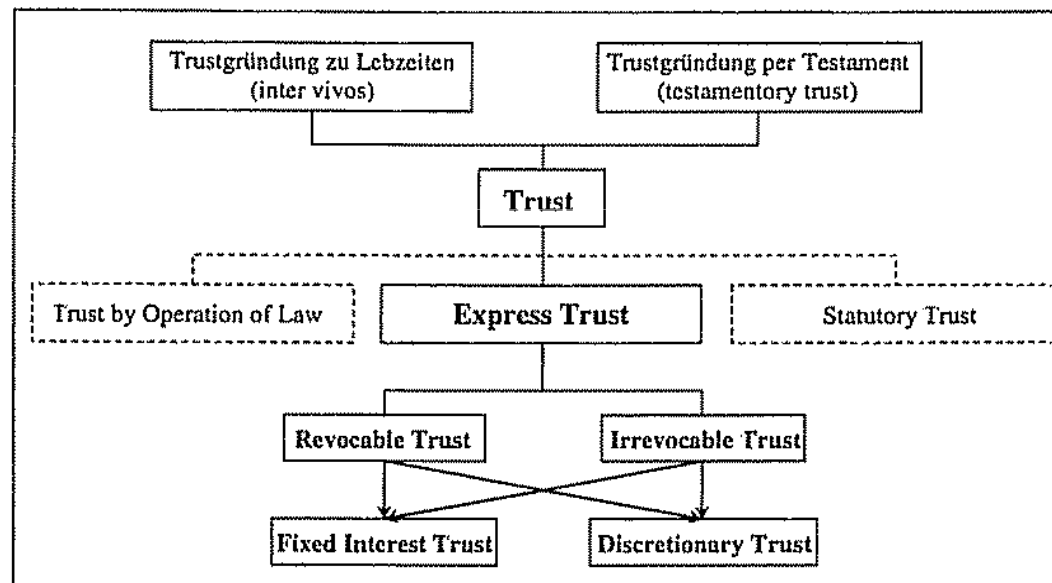 Trustgründung zu Lebzeiten
(inter vivos)
Trustgründung per Testament
(testamentory trust)
Trust
Trust by Operation of Law
Express Trust
Statutory Trust
Revocable Trust
Irrevocable Trust
Fixed Interest Trust
Discretionary Trust